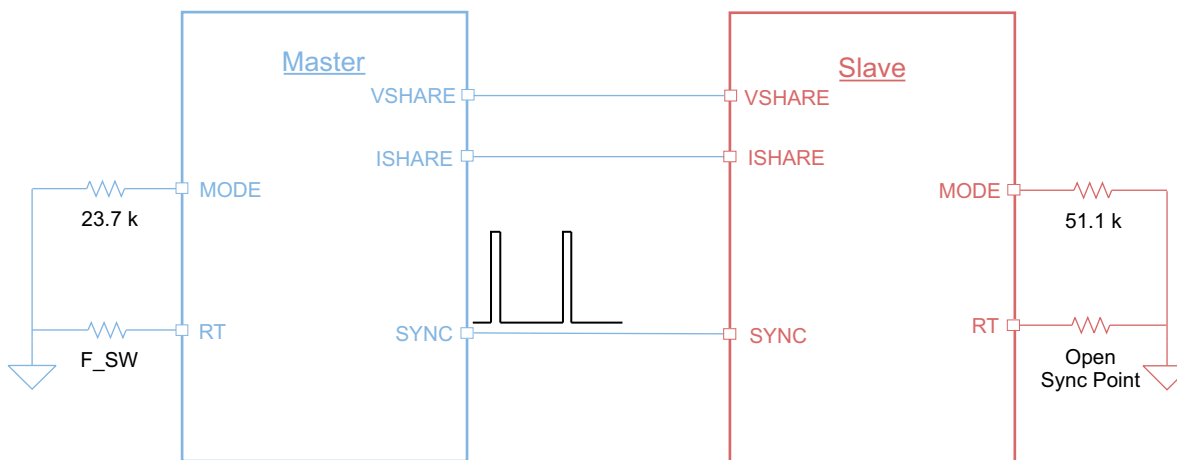 Master
VSHARE
ISHARE
MODE
23.7 k
RT
F_SW
SYNC
Slave
VSHARE
ISHARE
MODE
51.1 k
SYNC
RT
Open
Sync Point